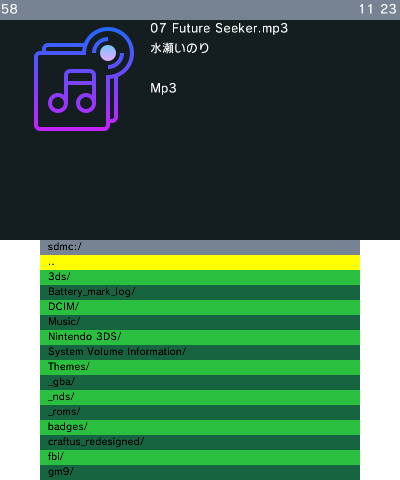 58
11 23
07 Future Seeker.mp3
水瀬いのり
Mp3
sdmc:/
..
3ds/
Battery_mark_log/
DCIM/
Music/
Nintendo 3DS/
System Volume Information/
Themes/
_gba/
_nds/
_roms/
badges/
craftus_redesigned/
fbi/
gm9/